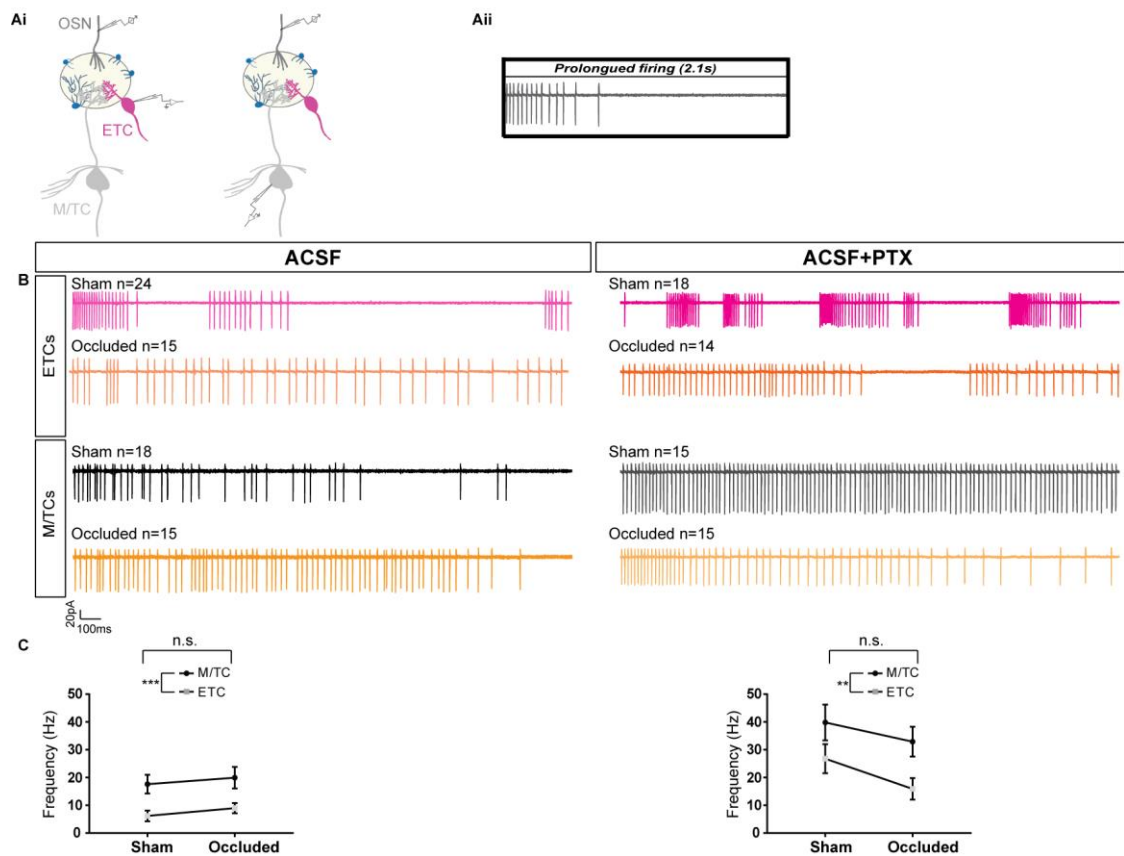 Ai
OSN
ETC
M/TC
Aii
Prolongued firing (2.1s)
ACSF
ACSF+PTX
B
ETCs
Sham n=24
Sham n=18
Occluded n=15
Occluded n=14
M/TCs
Sham n=18
Sham n=15
Occluded n=15
Occluded n=15
20pA
100ms
C
n.s.
***
M/TC
ETC
Frequency (Hz)
50
40
30
20
10
0
Sham
Occluded
n.s.
**
M/TC
ETC
Frequency (Hz)
50
40
30
20
10
0
Sham
Occluded